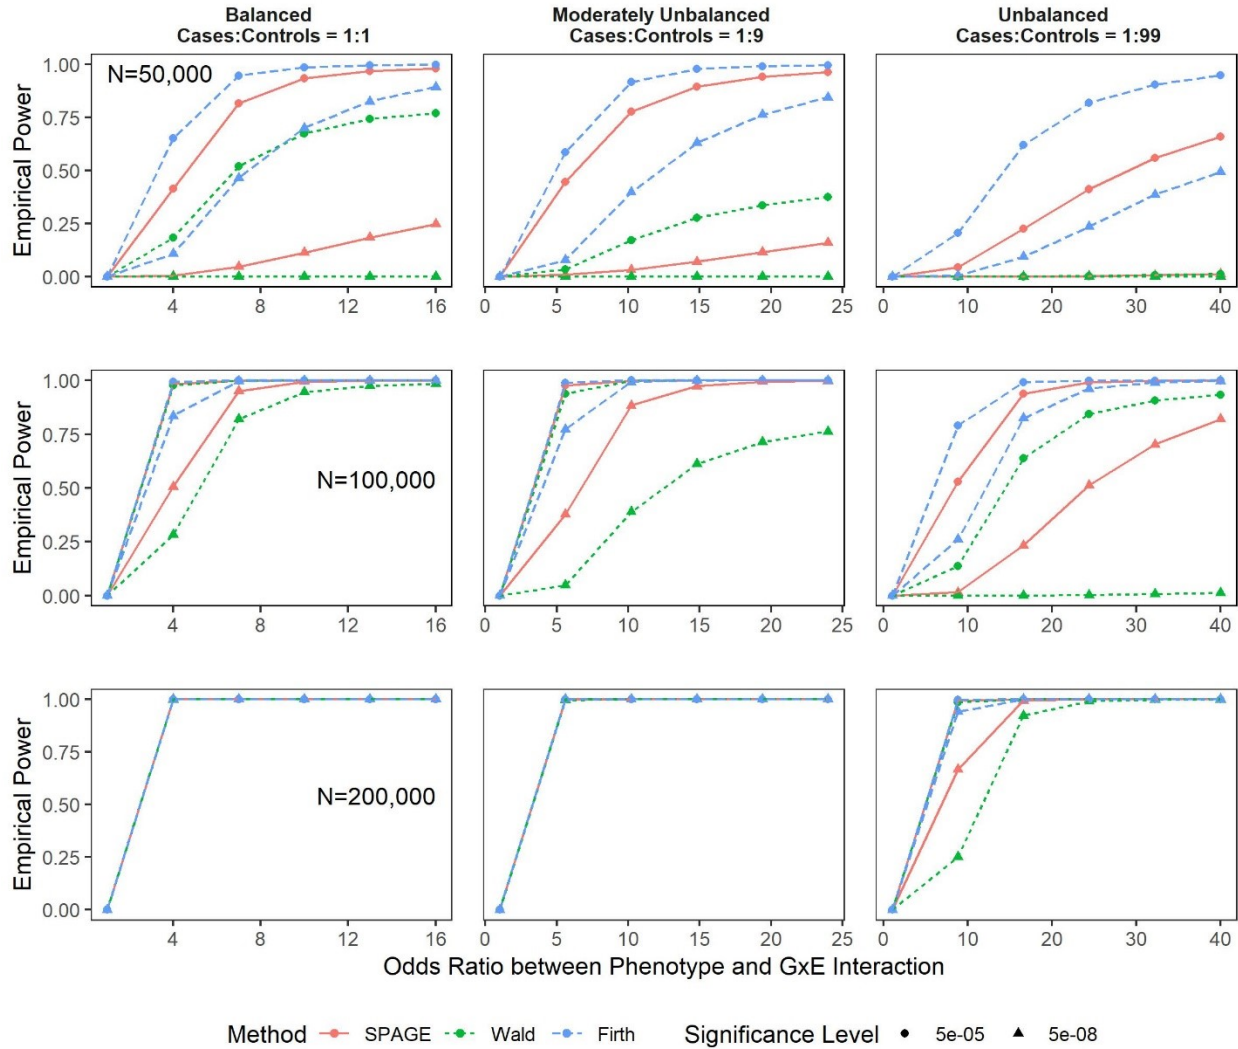 Balanced
Cases:Controls = 1:1
Moderately Unbalanced
Cases:Controls = 1:9
Unbalanced
Cases:Controls = 1:99
Empirical Power
1.00
0.75
0.50
0.25
0.00
N=50,000
4 8 12 16
0 5 10 15 20 25
0 10 20 30 40
Empirical Power
1.00
0.75
0.50
0.25
0.00
N=100,000
4 8 12 16
0 5 10 15 20 25
0 10 20 30 40
Empirical Power
1.00
0.75
0.50
0.25
0.00
N=200,000
4 8 12 16
0 5 10 15 20 25
0 10 20 30 40
Odds Ratio between Phenotype and GxE Interaction
Method SPAGE Wald Firth Significance Level 5e-05 5e-08